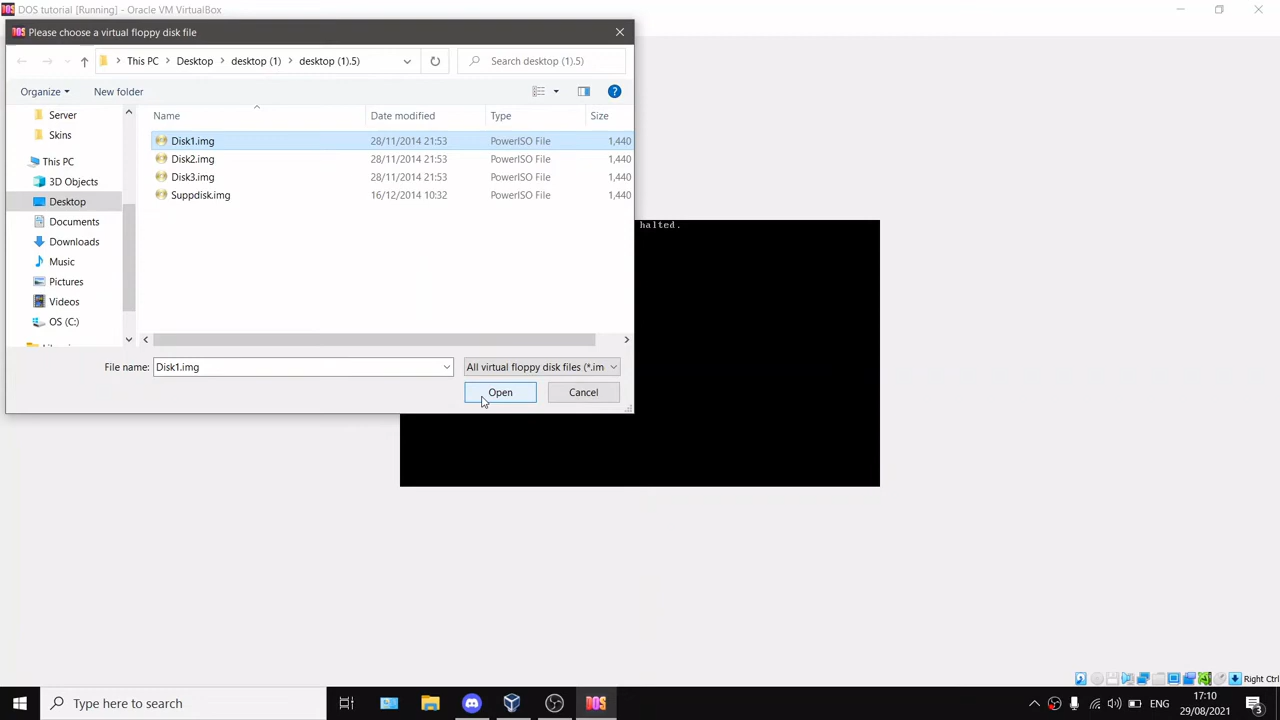 DOS tutorial [Running] - Oracle VM VirtualBox
Please choose a virtual floppy disk file
This PC > Desktop > desktop (1) > desktop (1).5)
Search desktop (1).5)
Organize
New folder
Server
Skins
This PC
3D Objects
Desktop
Documents
Downloads
Music
Pictures
Videos
OS (C:)
Name Date modified Type Size
Disk1.img 28/11/2014 21:53 PowerISO File 1,440
Disk2.img 28/11/2014 21:53 PowerISO File 1,440
Disk3.img 28/11/2014 21:53 PowerISO File 1,440
Suppdisk.img 16/12/2014 10:32 PowerISO File 1,440
File name: Disk1.img
All virtual floppy disk files (*.im
Open Cancel
halted.
Right Ctrl
DOS
Type here to search
ENG
17:10
29/08/2021
3